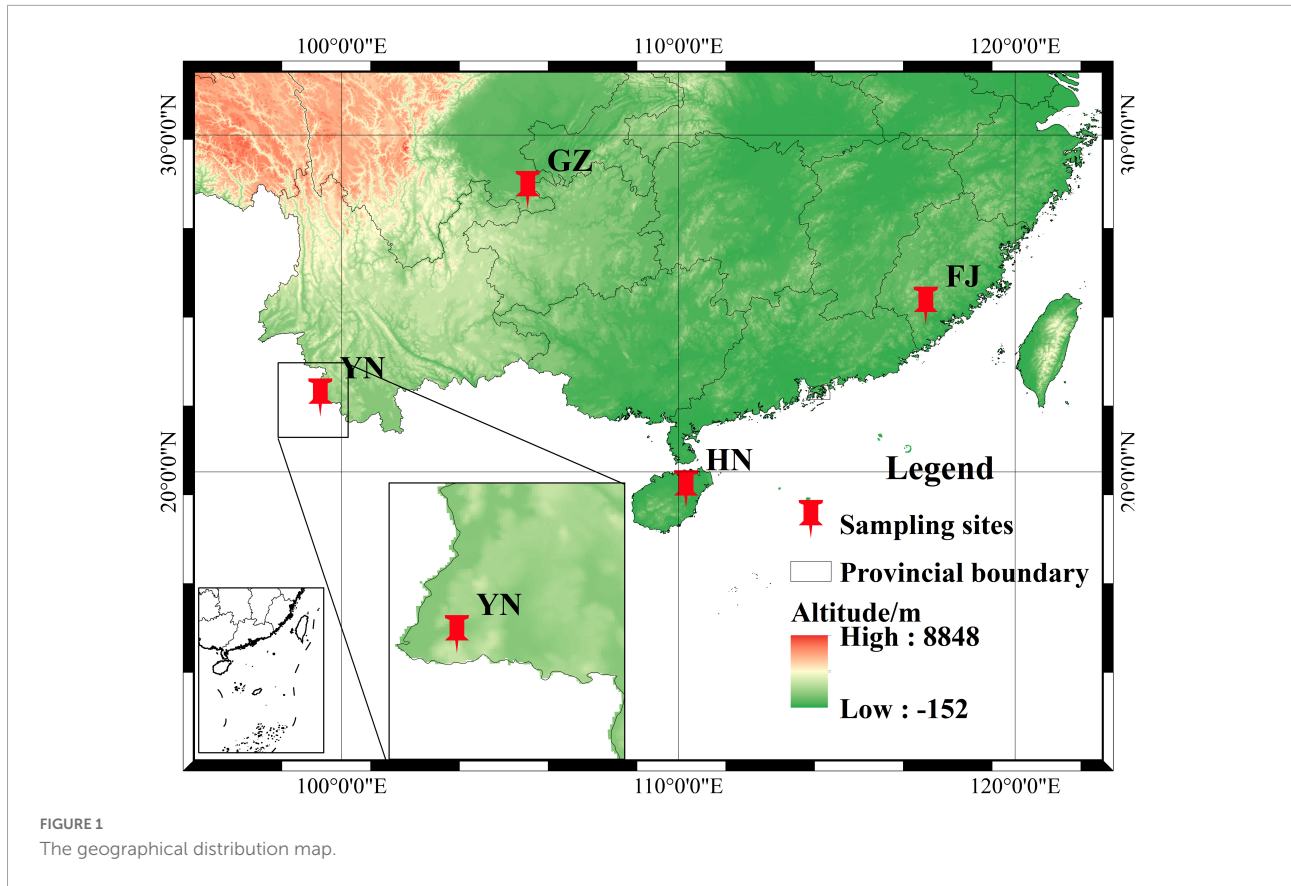 100°0'0"E 110°0'0"E 120°0'0"E
30°0'0"N
30°0'0"N
GZ
FJ
YN
HN
20°0'0"N
20°0'0"N
Legend
Sampling sites
Provincial boundary
Altitude/m
High : 8848
Low : -152
YN
100°0'0"E 110°0'0"E 120°0'0"E
FIGURE 1
The geographical distribution map.